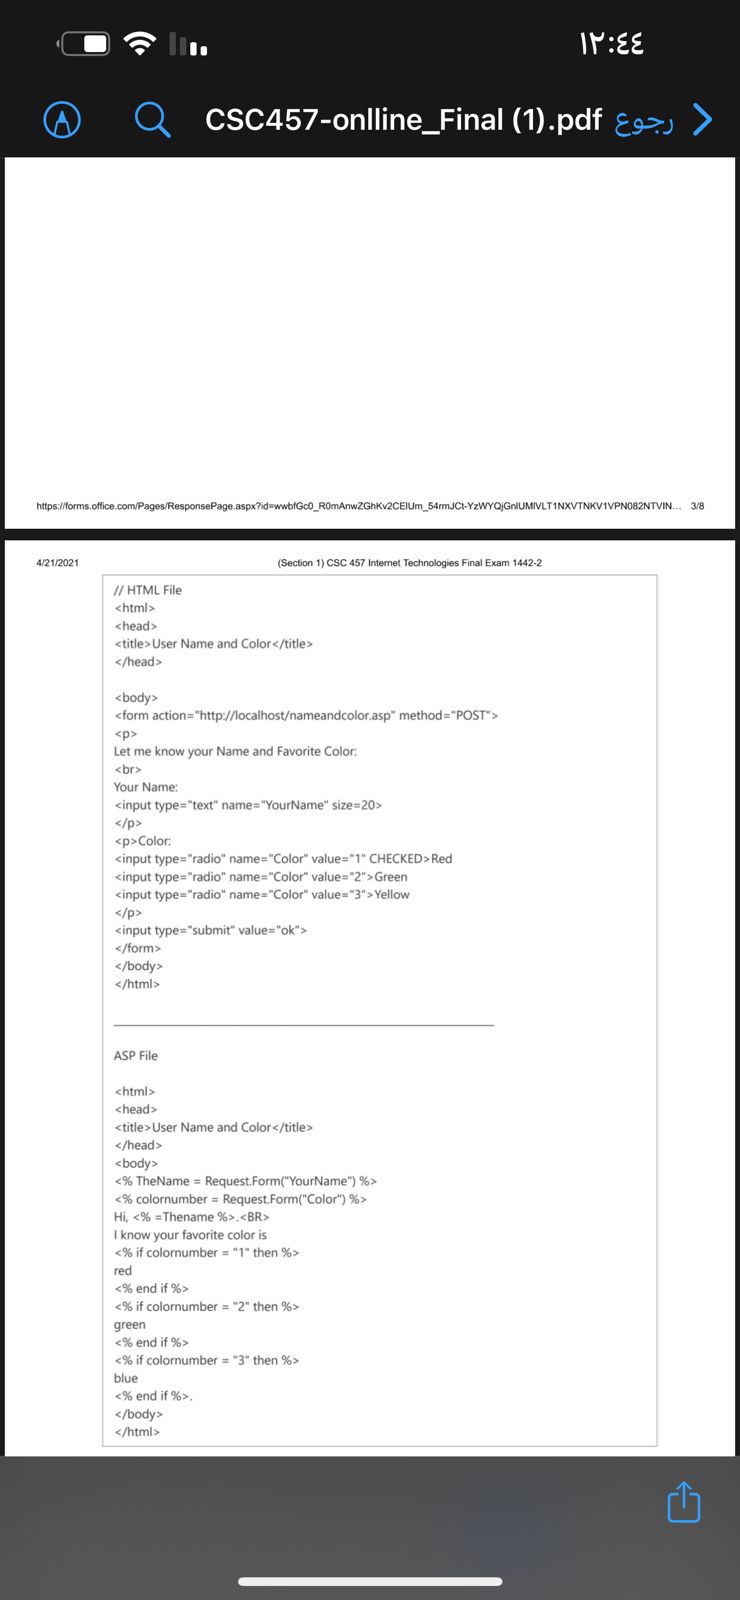 ١٢:٤٤
CSC457-onlline_Final (1).pdf رجوع
https://forms.office.com/Pages/ResponsePage.aspx?id=wwbfGc0_R0mAnwZGhKv2CElUm_54rmJCt-YzWYQjGnlUMlVLT1NXVTNKV1VPN082NTVIN... 3/8
4/21/2021 (Section 1) CSC 457 Internet Technologies Final Exam 1442-2
// HTML File
<html>
<head>
<title>User Name and Color</title>
</head>
<body>
<form action="http://localhost/nameandcolor.asp" method="POST">
<p>
Let me know your Name and Favorite Color:
<br>
Your Name:
<input type="text" name="YourName" size=20>
</p>
<p>Color:
<input type="radio" name="Color" value="1" CHECKED>Red
<input type="radio" name="Color" value="2">Green
<input type="radio" name="Color" value="3">Yellow
</p>
<input type="submit" value="ok">
</form>
</body>
</html>
ASP File
<html>
<head>
<title>User Name and Color</title>
</head>
<body>
<% TheName = Request.Form("YourName") %>
<% colornumber = Request.Form("Color") %>
Hi, <% =Thename %>.<BR>
I know your favorite color is
<% if colornumber = "1" then %>
red
<% end if %>
<% if colornumber = "2" then %>
green
<% end if %>
<% if colornumber = "3" then %>
blue
<% end if %>.
</body>
</html>